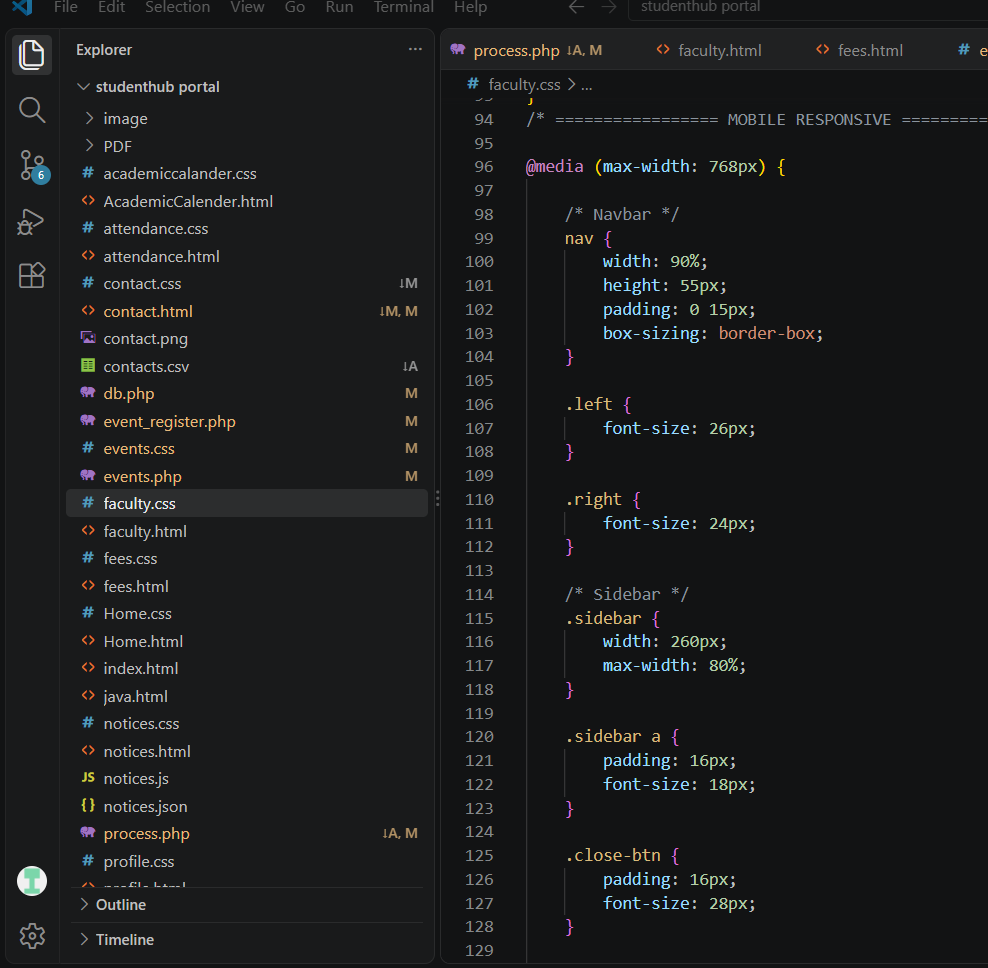 File Edit Selection View Go Run Terminal Help
studenthub portal
Explorer
studenthub portal
image
PDF
# academiccalander.css
<> AcademicCalender.html
# attendance.css
<> attendance.html
# contact.css ↓M
<> contact.html ↓M, M
contact.png
contacts.csv ↓A
db.php M
event_register.php M
# events.css M
events.php M
# faculty.css
<> faculty.html
# fees.css
<> fees.html
# Home.css
<> Home.html
<> index.html
<> java.html
# notices.css
<> notices.html
JS notices.js
{} notices.json
process.php ↓A, M
# profile.css
<> profile.html
Outline
Timeline
6
process.php ↓A, M <> faculty.html <> fees.html # e
# faculty.css > ...
93 }
94 /* ================= MOBILE RESPONSIVE =========
95
96 @media (max-width: 768px) {
97
98 /* Navbar */
99 nav {
100 width: 90%;
101 height: 55px;
102 padding: 0 15px;
103 box-sizing: border-box;
104 }
105
106 .left {
107 font-size: 26px;
108 }
109
110 .right {
111 font-size: 24px;
112 }
113
114 /* Sidebar */
115 .sidebar {
116 width: 260px;
117 max-width: 80%;
118 }
119
120 .sidebar a {
121 padding: 16px;
122 font-size: 18px;
123 }
124
125 .close-btn {
126 padding: 16px;
127 font-size: 28px;
128 }
129